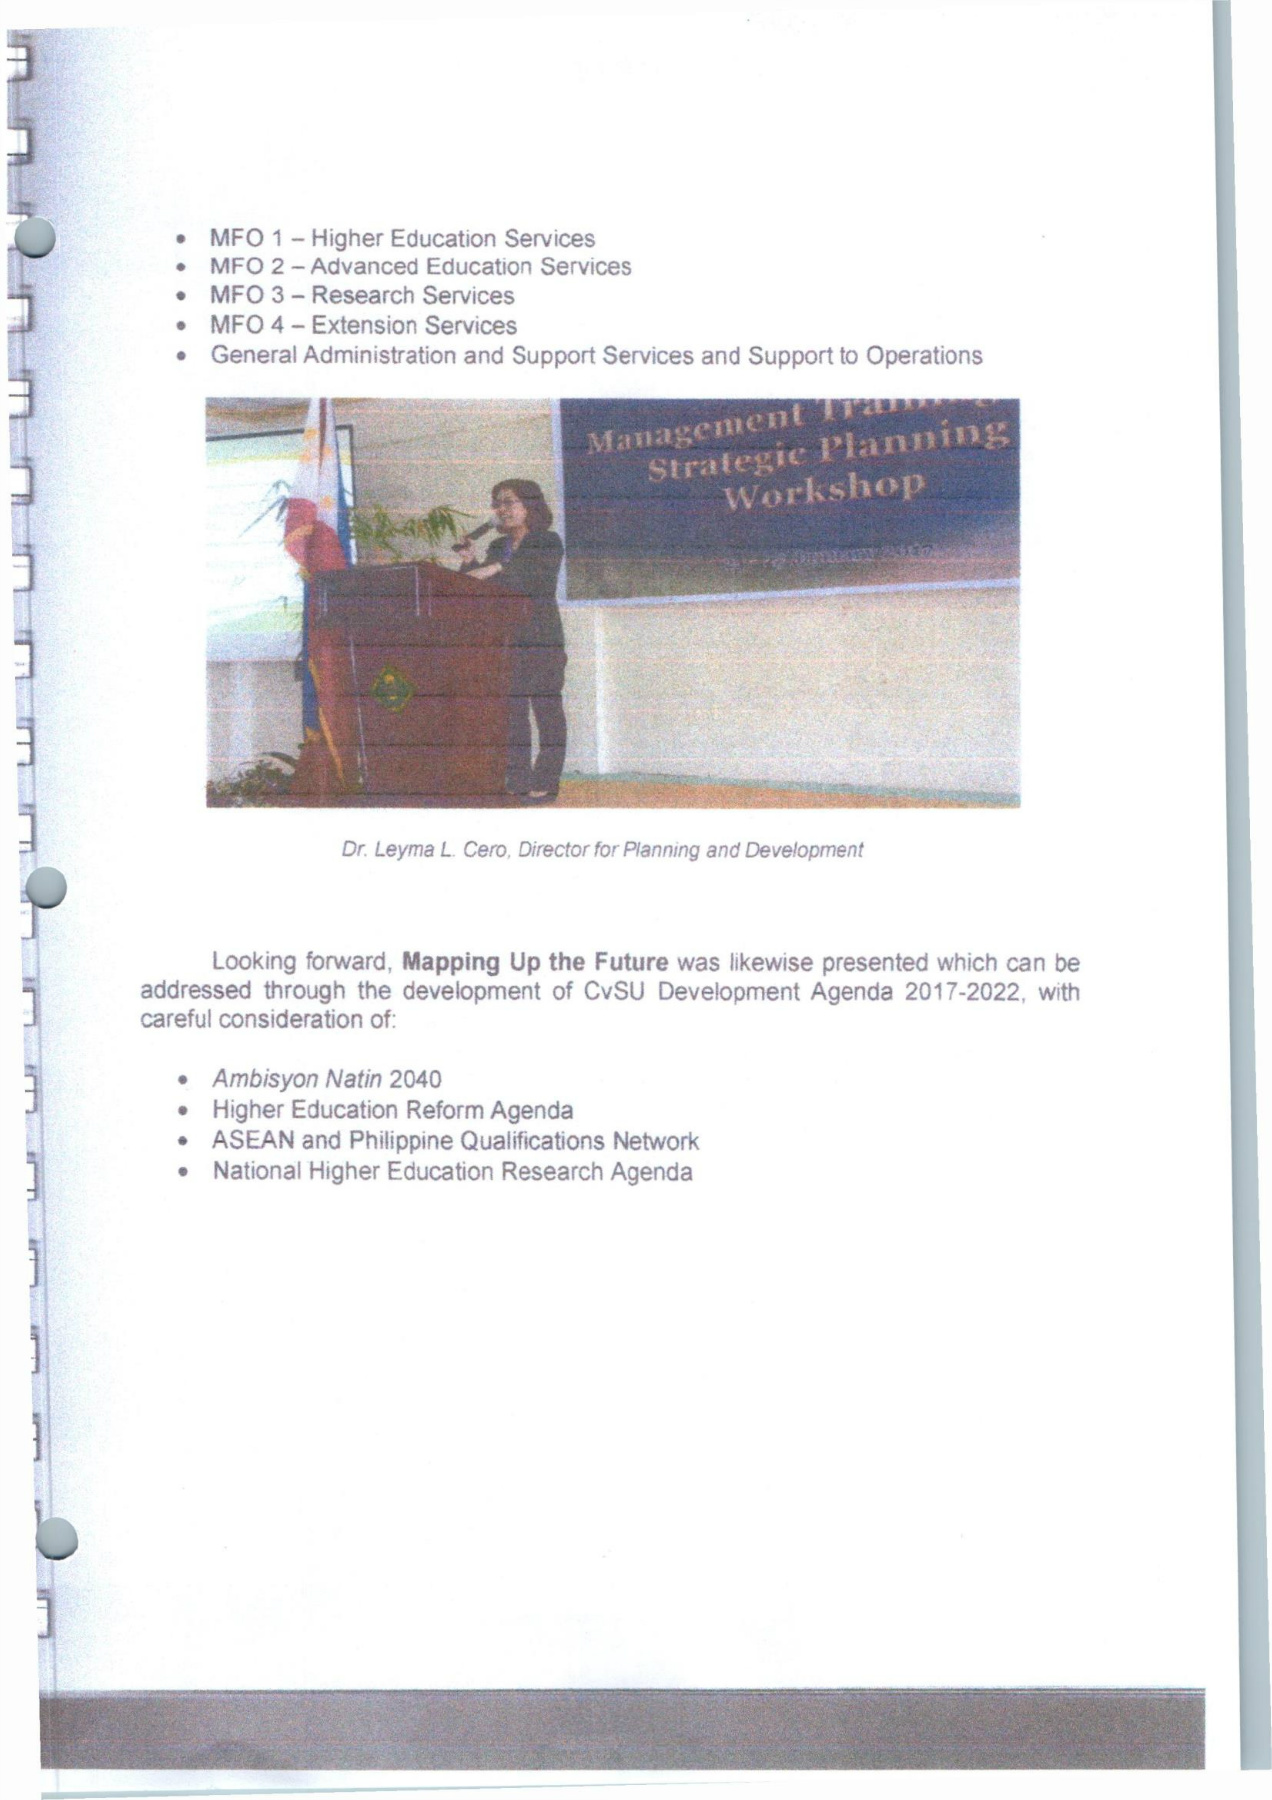 • MFO 1 – Higher Education Services
• MFO 2 – Advanced Education Services
• MFO 3 – Research Services
• MFO 4 – Extension Services
• General Administration and Support Services and Support to Operations
Management
Strategic Planning
Workshop
Dr. Leyma L. Cero, Director for Planning and Development
Looking forward, Mapping Up the Future was likewise presented which can be
addressed through the development of CvSU Development Agenda 2017-2022, with
careful consideration of:
• Ambisyon Natin 2040
• Higher Education Reform Agenda
• ASEAN and Philippine Qualifications Network
• National Higher Education Research Agenda